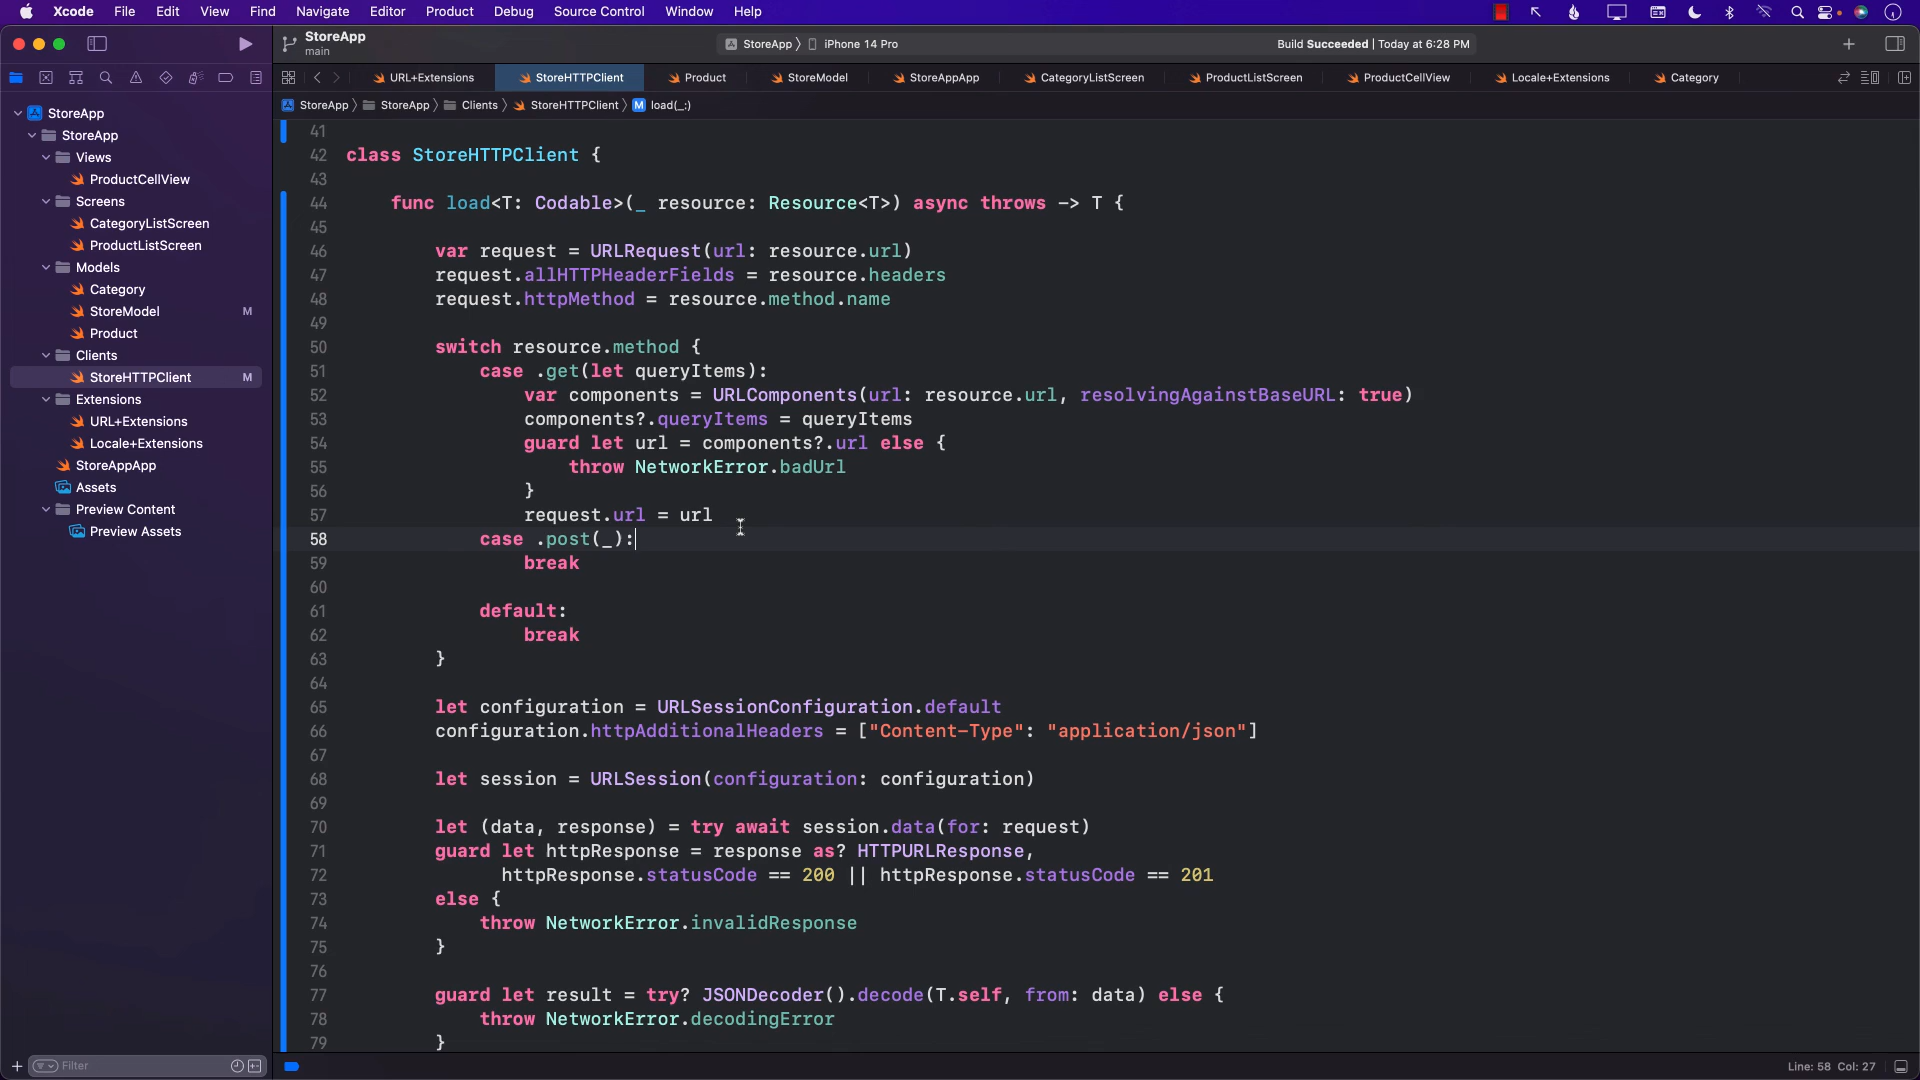 Xcode File Edit View Find Navigate Editor Product Debug Source Control Window Help
StoreApp
main
StoreApp iPhone 14 Pro
Build Succeeded | Today at 6:28 PM
URL+Extensions StoreHTTPClient Product StoreModel StoreAppApp CategoryListScreen ProductListScreen ProductCellView Locale+Extensions Category
StoreApp StoreApp Clients StoreHTTPClient M load(_:)
StoreApp
StoreApp
Views
ProductCellView
Screens
CategoryListScreen
ProductListScreen
Models
Category
StoreModel M
Product
Clients
StoreHTTPClient M
Extensions
URL+Extensions
Locale+Extensions
StoreAppApp
Assets
Preview Content
Preview Assets
Filter
41
42 class StoreHTTPClient {
43
44 func load<T: Codable>(_ resource: Resource<T>) async throws -> T {
45
46 var request = URLRequest(url: resource.url)
47 request.allHTTPHeaderFields = resource.headers
48 request.httpMethod = resource.method.name
49
50 switch resource.method {
51 case .get(let queryItems):
52 var components = URLComponents(url: resource.url, resolvingAgainstBaseURL: true)
53 components?.queryItems = queryItems
54 guard let url = components?.url else {
55 throw NetworkError.badUrl
56 }
57 request.url = url
58 case .post(_):
59 break
60
61 default:
62 break
63 }
64
65 let configuration = URLSessionConfiguration.default
66 configuration.httpAdditionalHeaders = ["Content-Type": "application/json"]
67
68 let session = URLSession(configuration: configuration)
69
70 let (data, response) = try await session.data(for: request)
71 guard let httpResponse = response as? HTTPURLResponse,
72 httpResponse.statusCode == 200 || httpResponse.statusCode == 201
73 else {
74 throw NetworkError.invalidResponse
75 }
76
77 guard let result = try? JSONDecoder().decode(T.self, from: data) else {
78 throw NetworkError.decodingError
79 }
Line: 58 Col: 27